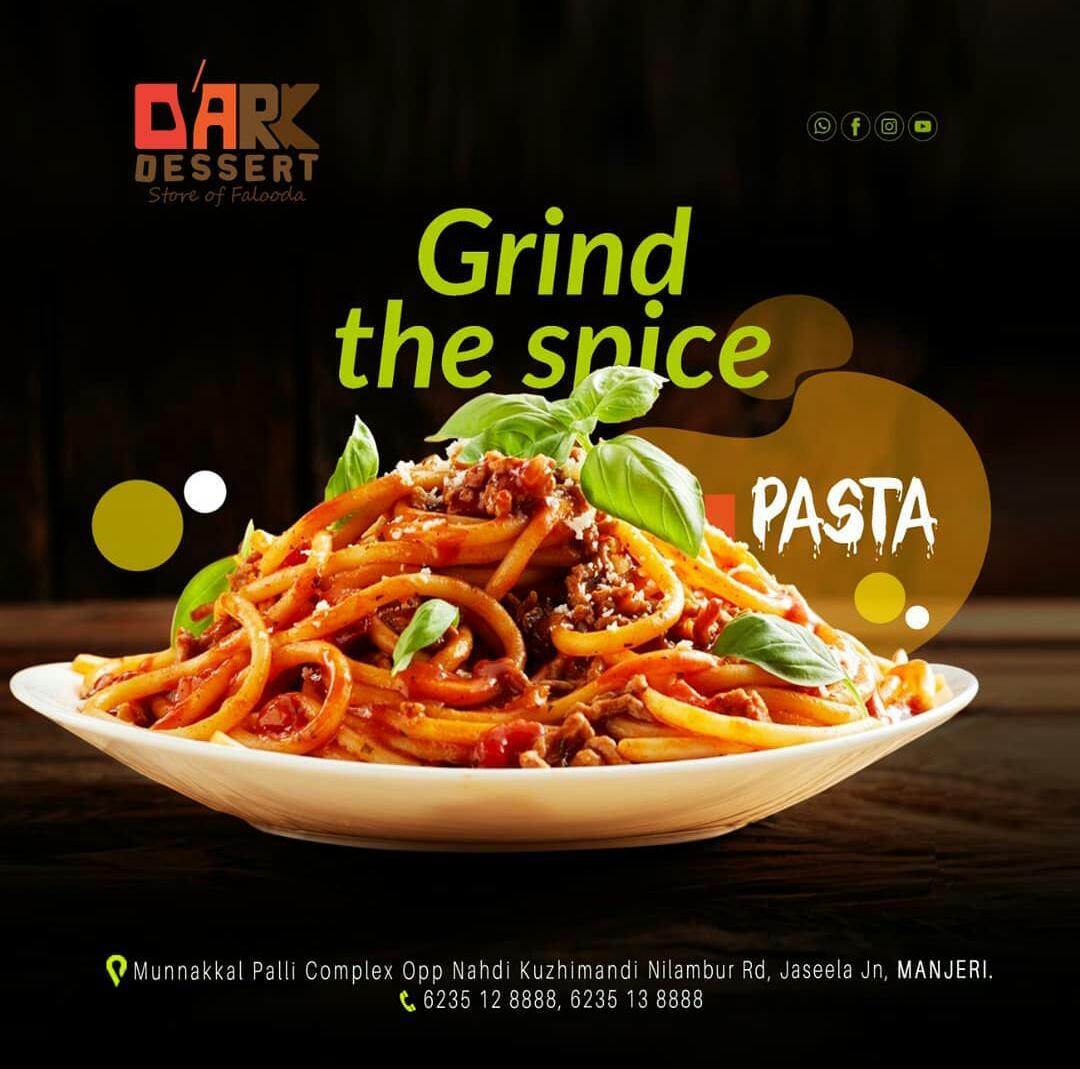 D'ARK
DESSERT
Store of Falooda
Grind
the spice
PASTA
Munnakkal Palli Complex Opp Nahdi Kuzhimandi Nilambur Rd, Jaseela Jn, MANJERI.
6235 12 8888, 6235 13 8888